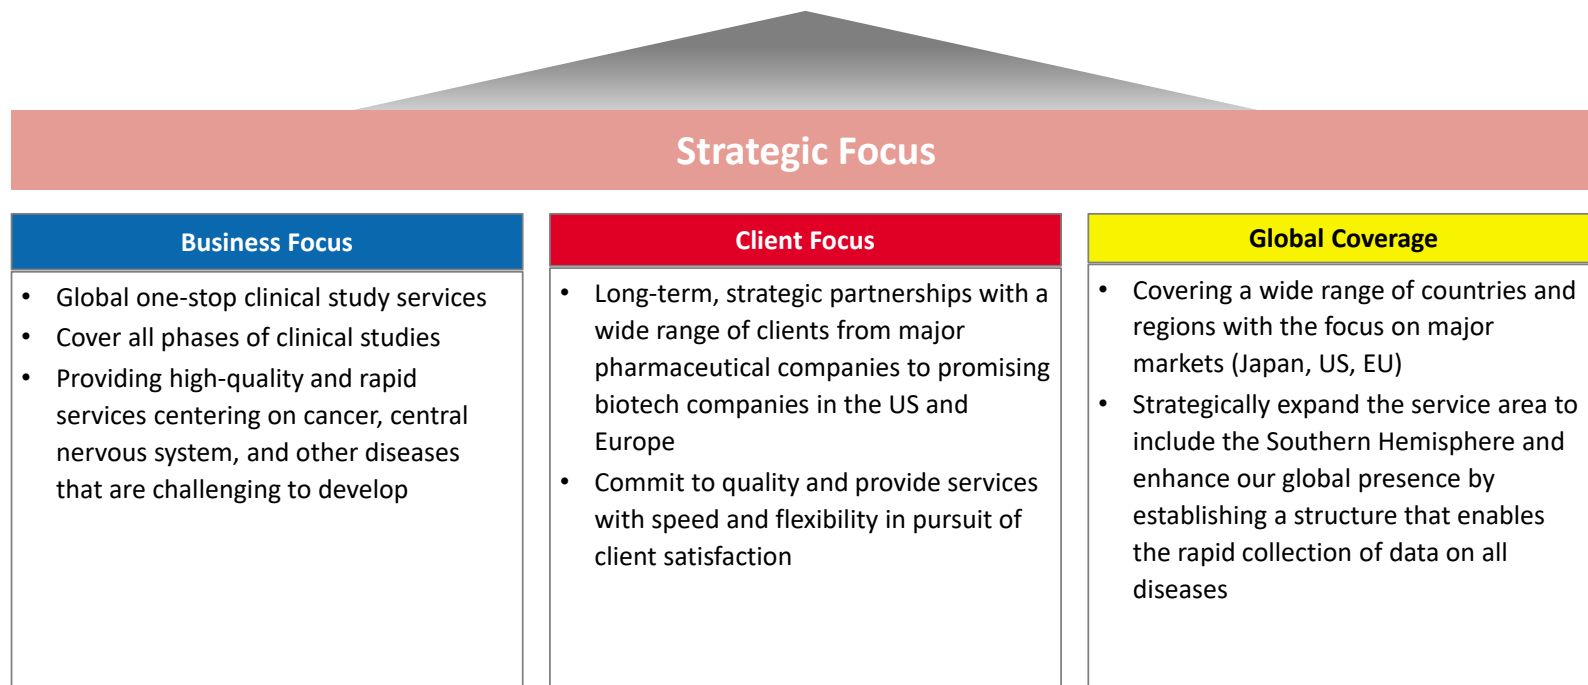 Strategic Focus
Business Focus
• Global one-stop clinical study services
• Cover all phases of clinical studies
• Providing high-quality and rapid
services centering on cancer, central
nervous system, and other diseases
that are challenging to develop
Client Focus
• Long-term, strategic partnerships with a
wide range of clients from major
pharmaceutical companies to promising
biotech companies in the US and
Europe
• Commit to quality and provide services
with speed and flexibility in pursuit of
client satisfaction
Global Coverage
• Covering a wide range of countries and
regions with the focus on major
markets (Japan, US, EU)
• Strategically expand the service area to
include the Southern Hemisphere and
enhance our global presence by
establishing a structure that enables
the rapid collection of data on all
diseases